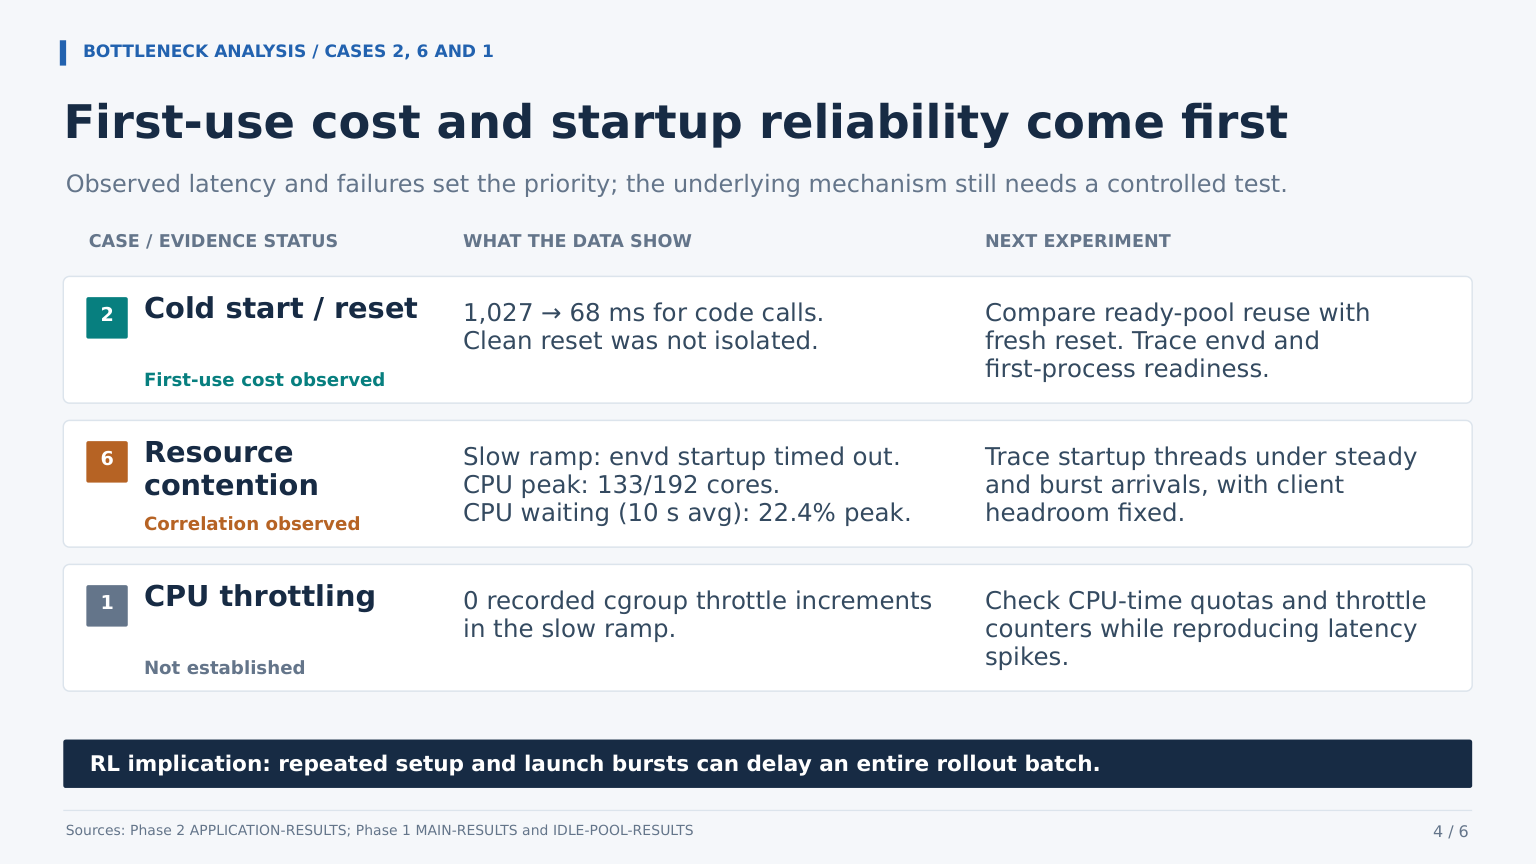 BOTTLENECK ANALYSIS / CASES 2, 6 AND 1
First-use cost and startup reliability come first
Observed latency and failures set the priority; the underlying mechanism still needs a controlled test.
CASE / EVIDENCE STATUS
WHAT THE DATA SHOW
NEXT EXPERIMENT
2
Cold start / reset
First-use cost observed
1,027 → 68 ms for code calls.
Clean reset was not isolated.
Compare ready-pool reuse with
fresh reset. Trace envd and
first-process readiness.
6
Resource
contention
Correlation observed
Slow ramp: envd startup timed out.
CPU peak: 133/192 cores.
CPU waiting (10 s avg): 22.4% peak.
Trace startup threads under steady
and burst arrivals, with client
headroom fixed.
1
CPU throttling
Not established
0 recorded cgroup throttle increments
in the slow ramp.
Check CPU-time quotas and throttle
counters while reproducing latency
spikes.
RL implication: repeated setup and launch bursts can delay an entire rollout batch.
Sources: Phase 2 APPLICATION-RESULTS; Phase 1 MAIN-RESULTS and IDLE-POOL-RESULTS
4 / 6